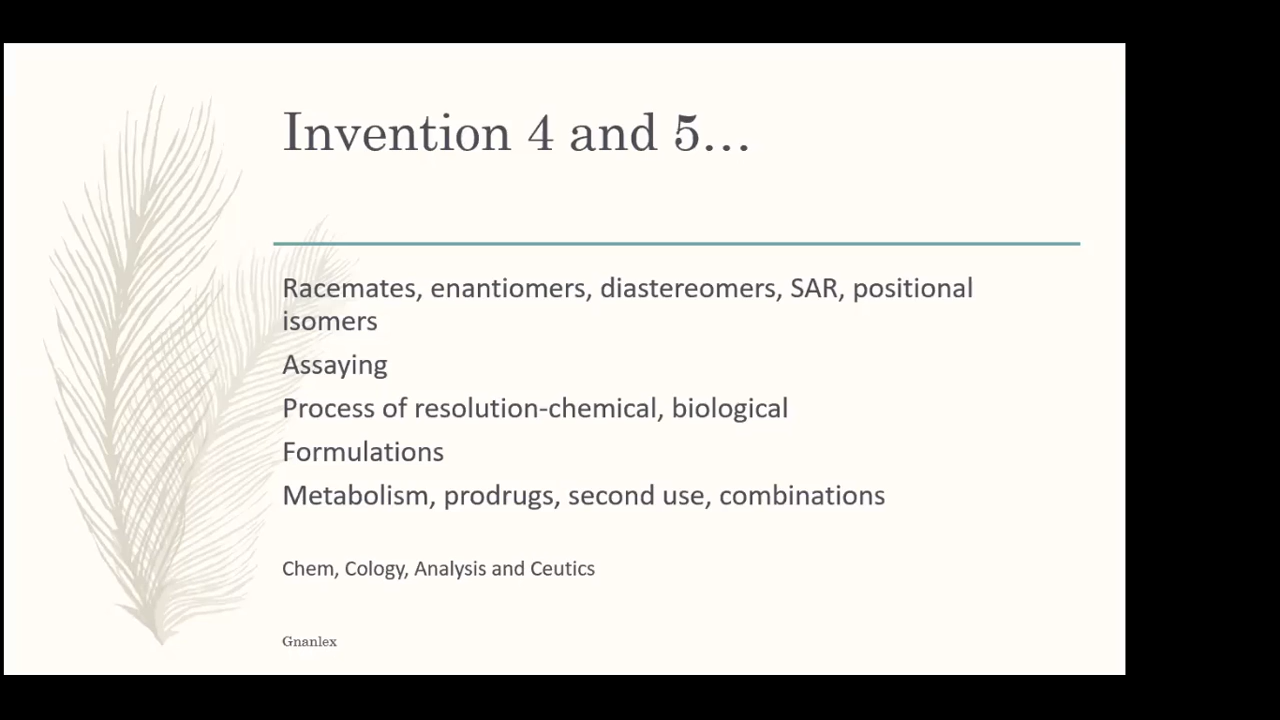 Invention 4 and 5...
Racemates, enantiomers, diastereomers, SAR, positional
isomers
Assaying
Process of resolution-chemical, biological
Formulations
Metabolism, prodrugs, second use, combinations
Chem, Cology, Analysis and Ceutics
Gnanlex